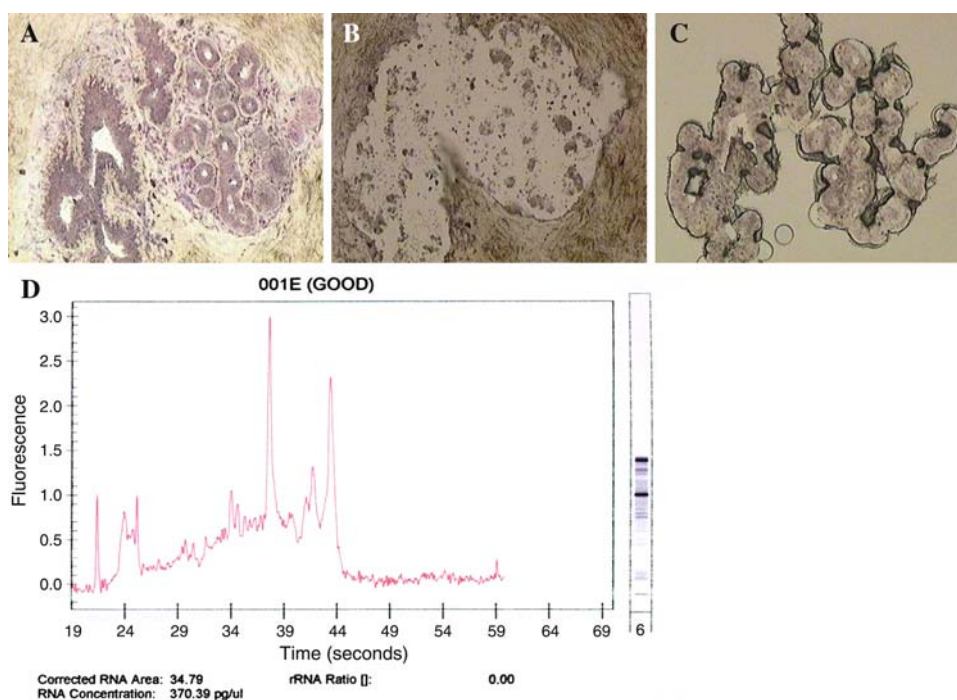 A
B
C
D
001E (GOOD)
3.0
2.5
2.0
1.5
1.0
0.5
0.0
Fluorescence
19 24 29 34 39 44 49 54 59 64 69
Time (seconds)
6
Corrected RNA Area: 34.79 rRNA Ratio []: 0.00
RNA Concentration: 370.39 pg/ul